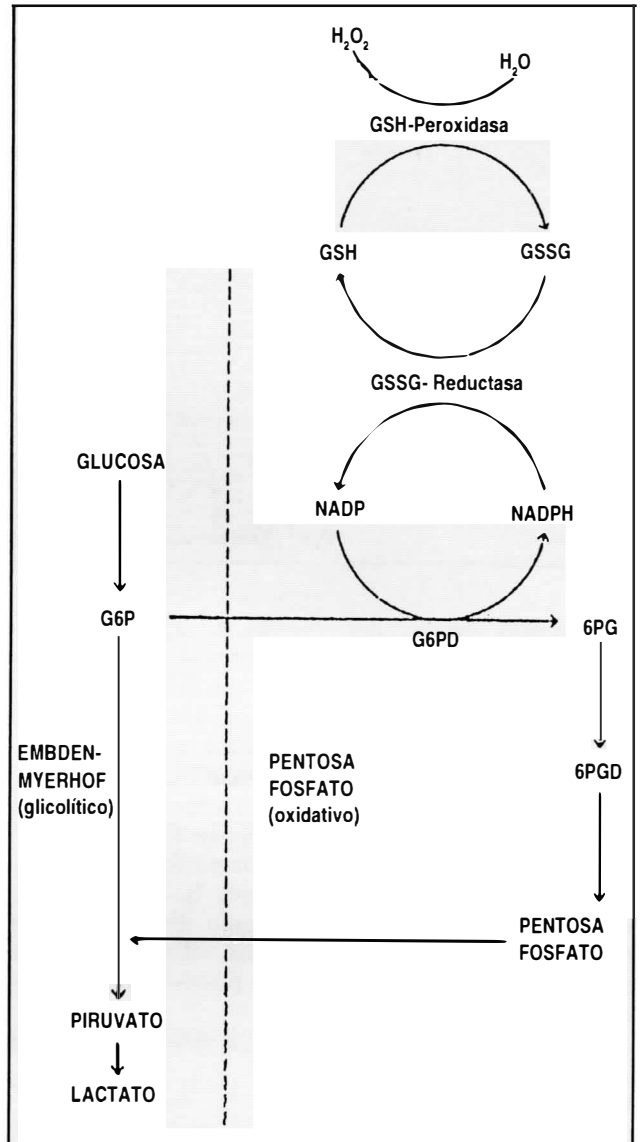 H₂O₂
H₂O
GSH-Peroxidasa
GSH
GSSG
GSSG- Reductasa
GLUCOSA
NADP
NADPH
G6P
G6PD
6PG
EMBDEN-
MYERHOF
(glicolítico)
PENTOSA
FOSFATO
(oxidativo)
6PGD
PENTOSA
FOSFATO
PIRUVATO
LACTATO